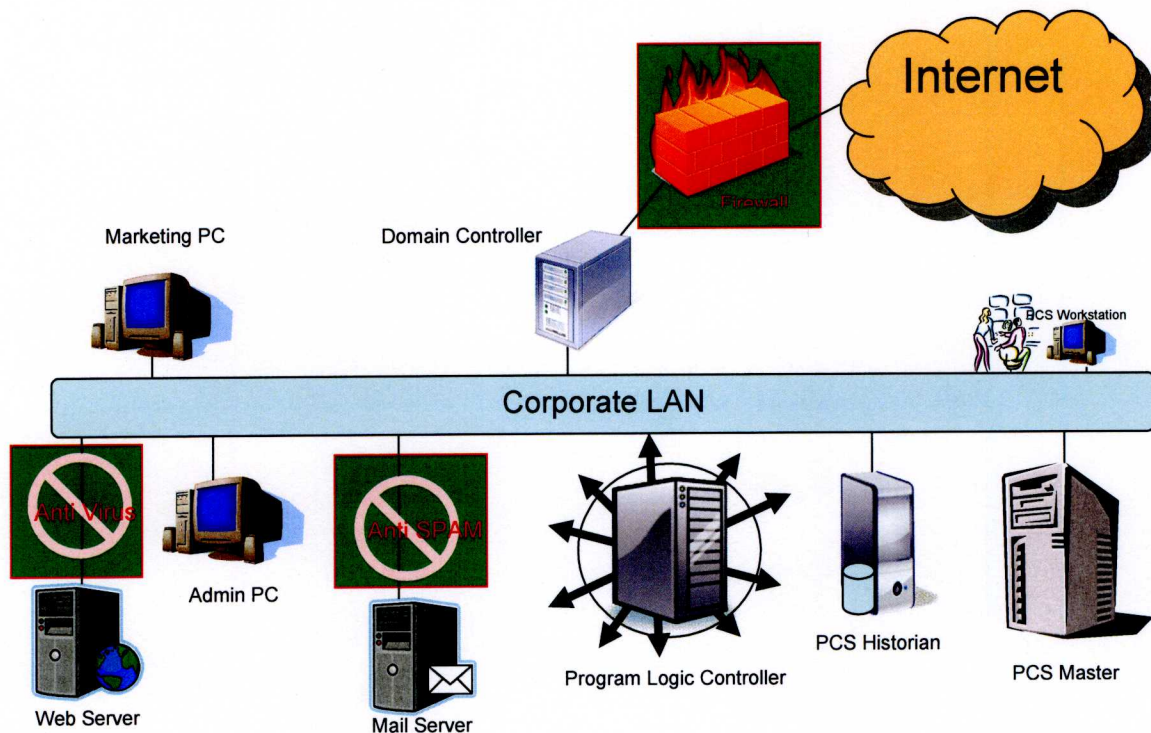 Internet
Firewall
Marketing PC
Domain Controller
PCS Workstation
Corporate LAN
Anti Virus
Anti SPAM
Admin PC
Web Server
Mail Server
Program Logic Controller
PCS Historian
PCS Master